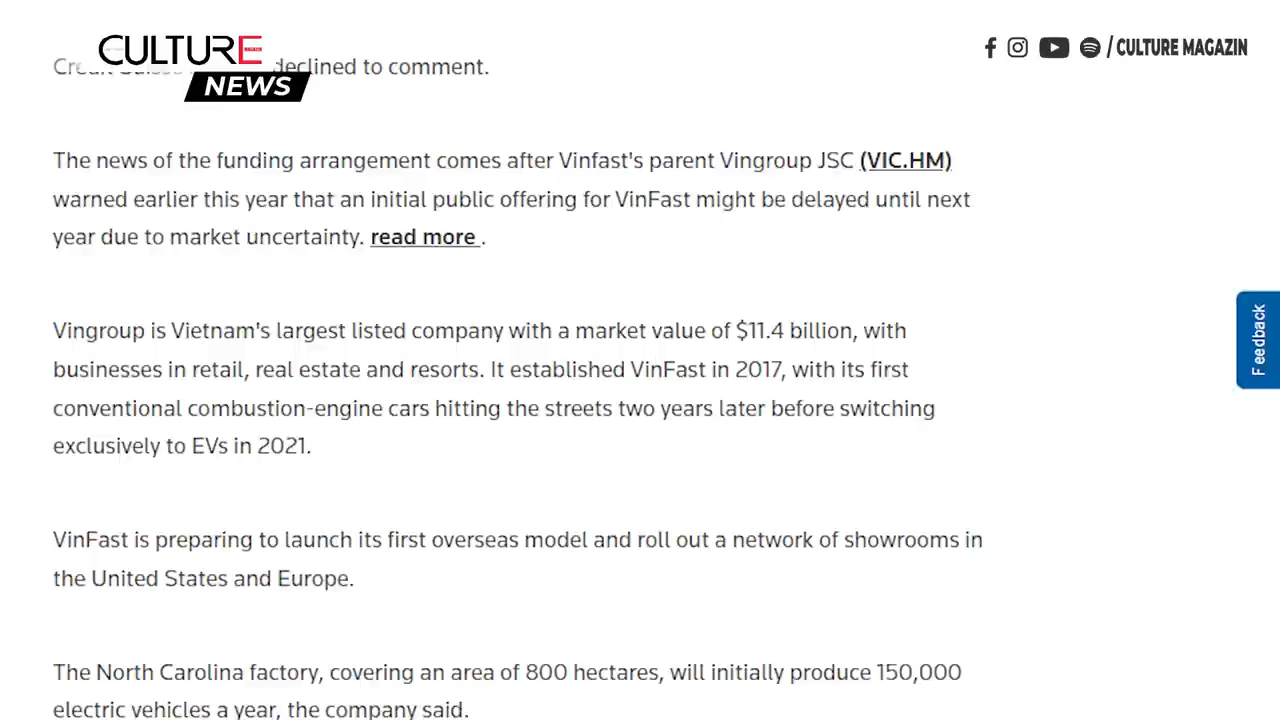 CULTURE
NEWS
/ CULTURE MAGAZIN
declined to comment.
The news of the funding arrangement comes after Vinfast's parent Vingroup JSC (VIC.HM)
warned earlier this year that an initial public offering for VinFast might be delayed until next
year due to market uncertainty. read more .
Vingroup is Vietnam's largest listed company with a market value of $11.4 billion, with
businesses in retail, real estate and resorts. It established VinFast in 2017, with its first
conventional combustion-engine cars hitting the streets two years later before switching
exclusively to EVs in 2021.
Feedback
VinFast is preparing to launch its first overseas model and roll out a network of showrooms in
the United States and Europe.
The North Carolina factory, covering an area of 800 hectares, will initially produce 150,000
electric vehicles a year, the company said.